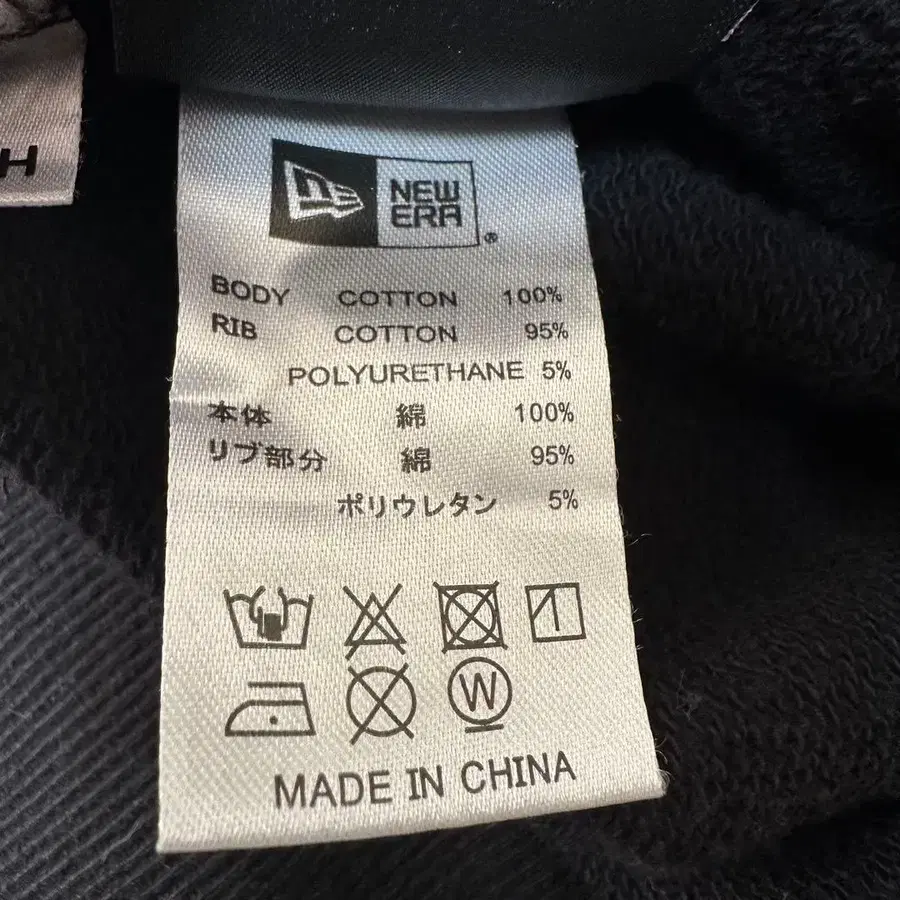 H
NE NEW ERA®
BODY COTTON 100%
RIB COTTON 95%
POLYURETHANE 5%
本体 綿 100%
リブ部分 綿 95%
ポリウレタン 5%
W
MADE IN CHINA